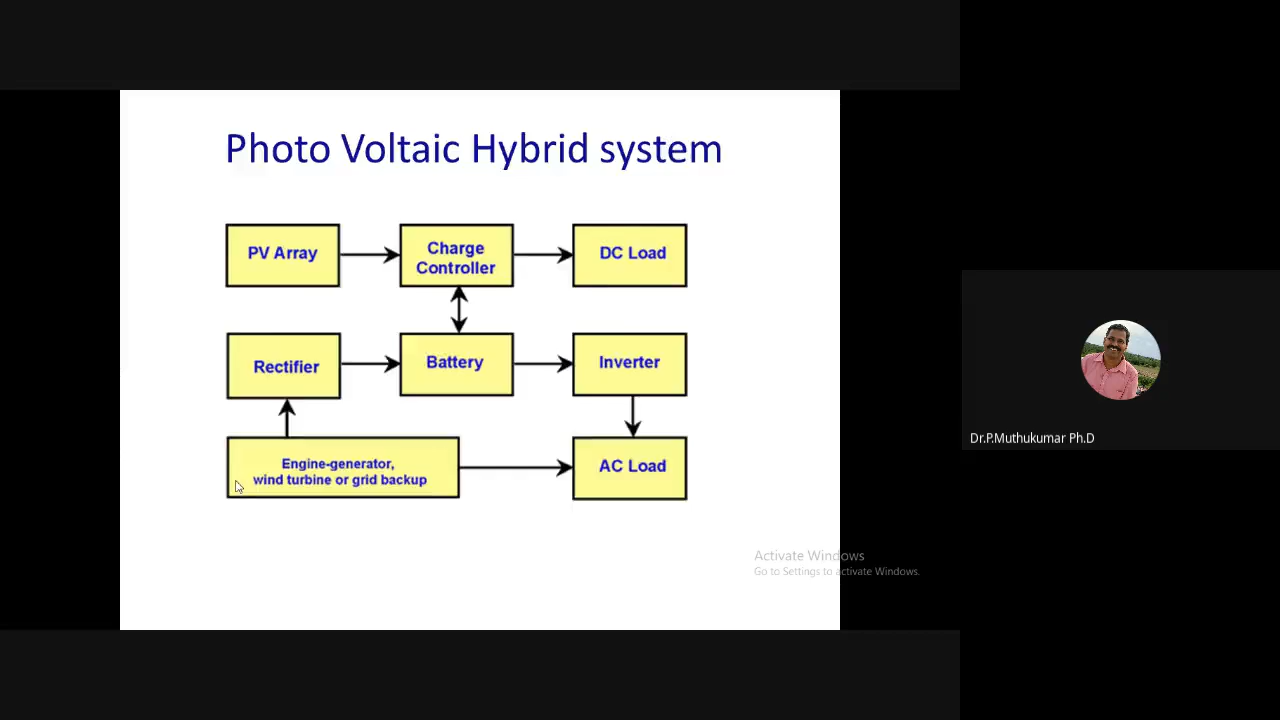 Photo Voltaic Hybrid system
PV Array
Charge
Controller
DC Load
Rectifier
Battery
Inverter
Engine-generator,
wind turbine or grid backup
AC Load
Dr.P.Muthukumar Ph.D
Activate Windows
Go to Settings to activate Windows.